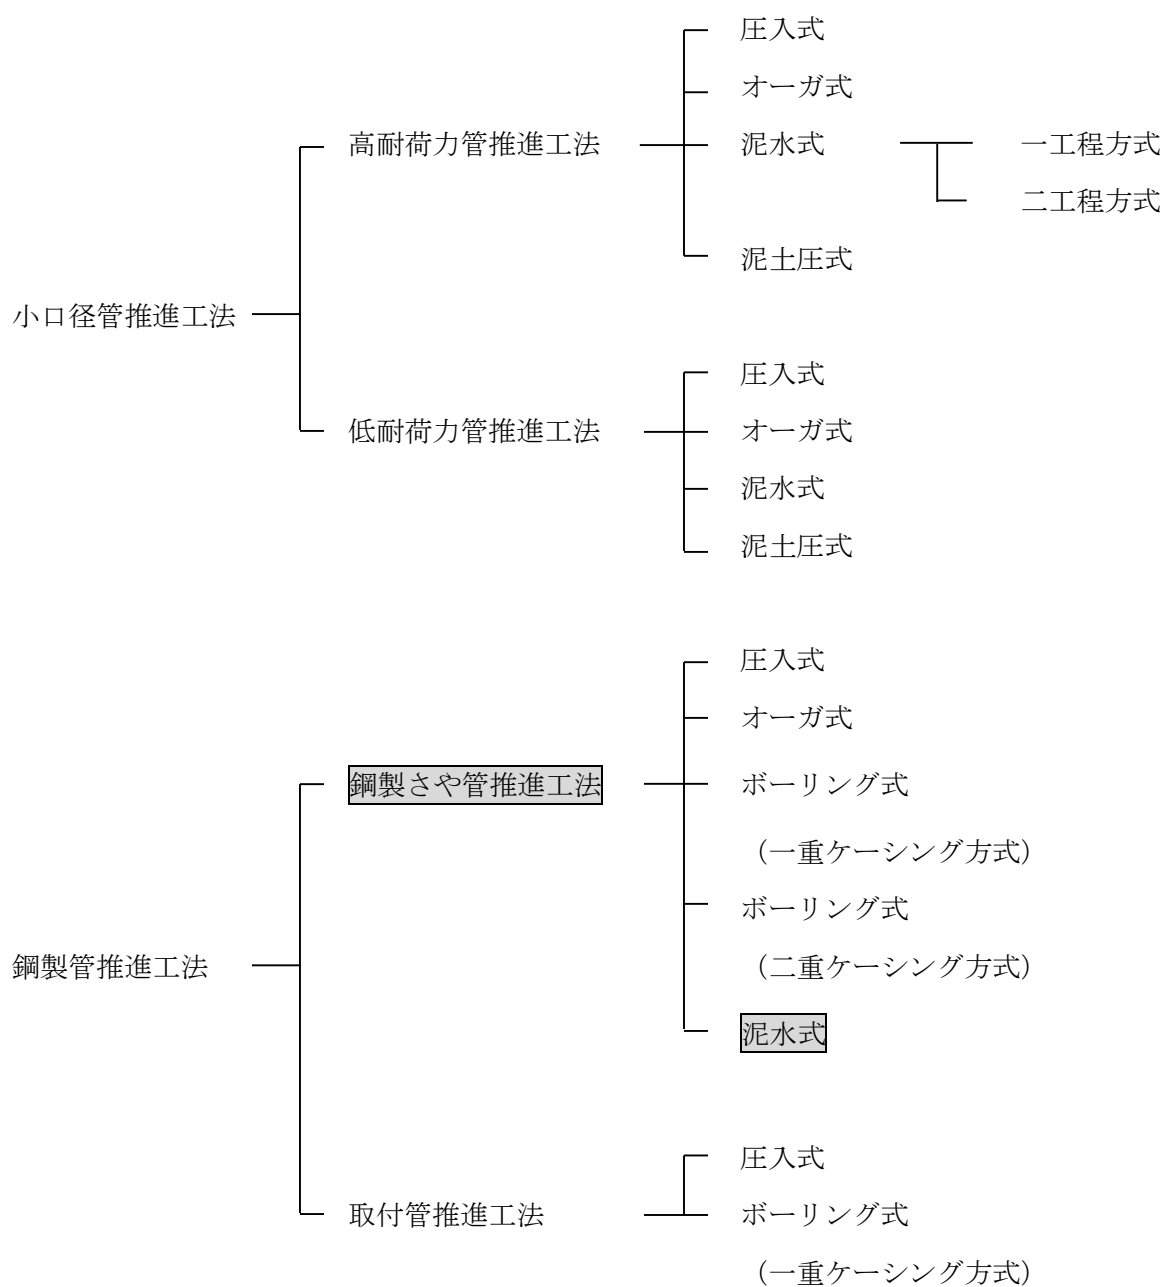 圧入式
オーガ式
高耐荷力管推進工法 泥水式 一工程方式
二工程方式
泥土圧式
小口径管推進工法
圧入式
低耐荷力管推進工法 オーガ式
泥水式
泥土圧式
圧入式
オーガ式
鋼製さや管推進工法 ボーリング式
（一重ケーシング方式）
ボーリング式
鋼製管推進工法 （二重ケーシング方式）
泥水式
圧入式
取付管推進工法 ボーリング式
（一重ケーシング方式）